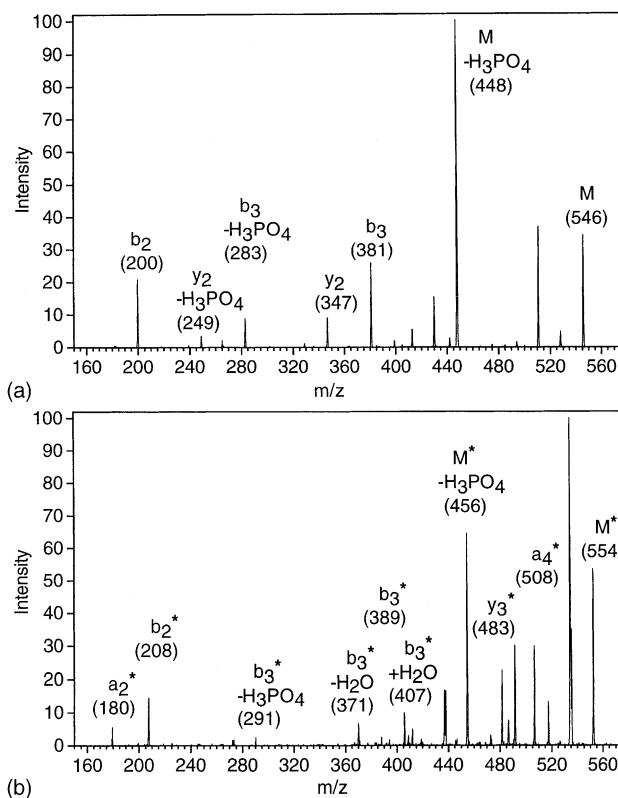 100
90
80
70
60
50
40
30
20
10
0
Intensity
M
-H3PO4
(448)
M
(546)
b3
-H3PO4
(283)
b3
(381)
b2
(200)
y2
-H3PO4
(249)
y2
(347)
160 200 240 280 320 360 400 440 480 520 560
m/z
(a)
100
90
80
70
60
50
40
30
20
10
0
Intensity
M*
-H3PO4
(456)
M*
(554
a4*
(508)
y3*
(483)
b3*
(389)
b3*
+H2O
(407)
b3*
-H2O
(371)
b3*
-H3PO4
(291)
b2*
(208)
a2*
(180)
160 200 240 280 320 360 400 440 480 520 560
m/z
(b)